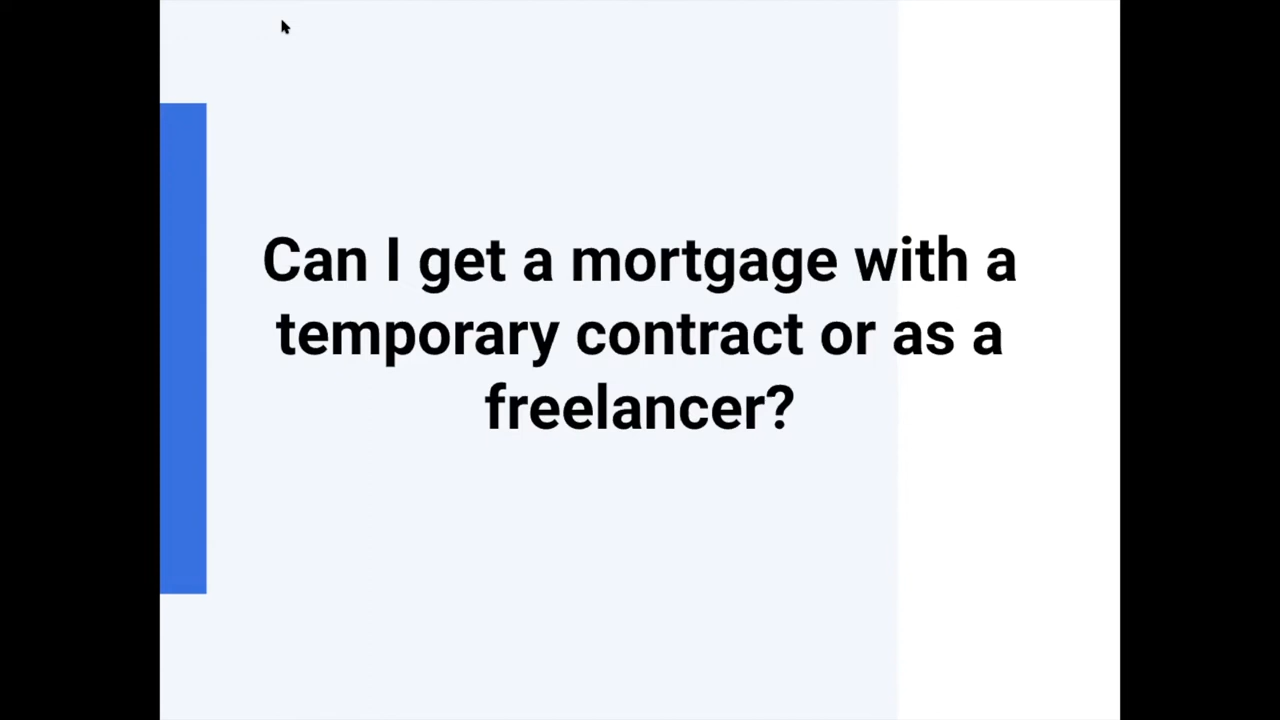 Can I get a mortgage with a
temporary contract or as a
freelancer?